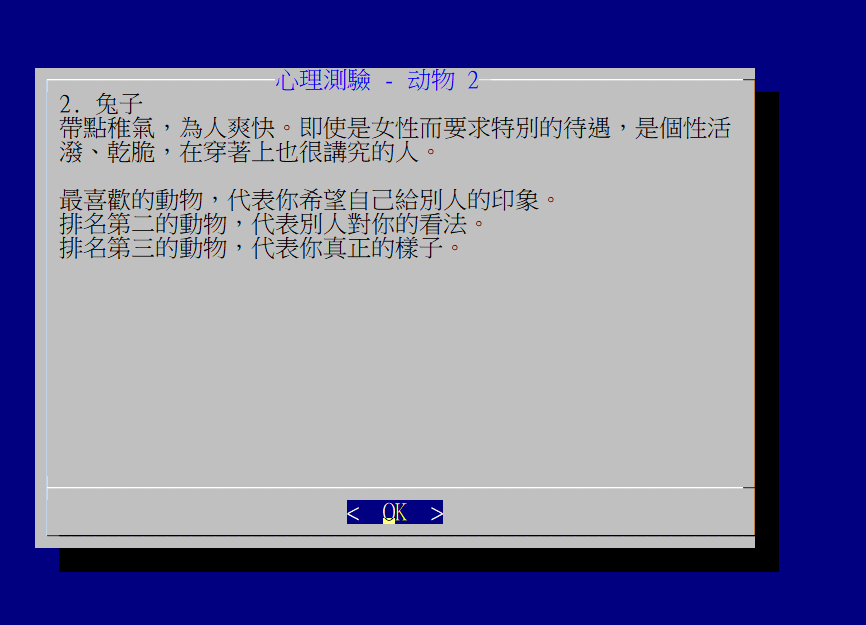 心理測驗 - 动物 2
2. 兔子
帶點稚氣，為人爽快。即使是女性而要求特別的待遇，是個性活
潑、乾脆，在穿著上也很講究的人。
最喜歡的動物，代表你希望自己給別人的印象。
排名第二的動物，代表別人對你的看法。
排名第三的動物，代表你真正的樣子。
< OK >